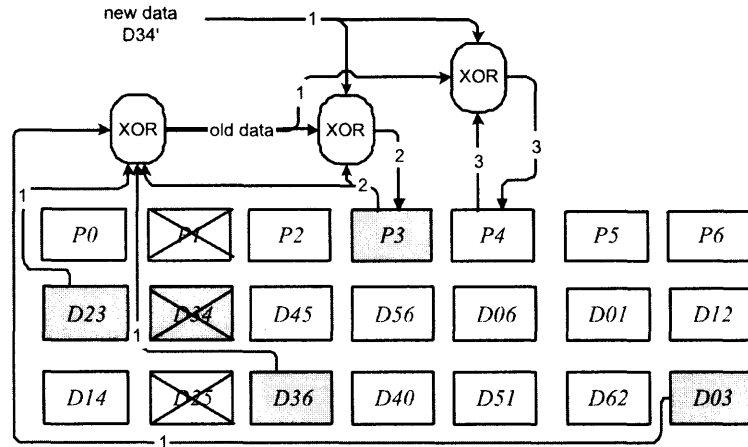 new data
D34'
1
XOR
1
XOR
old data
XOR
2
3
3
1
2
P0
P1
P2
P3
P4
P5
P6
D23
D34
D45
D56
D06
D01
D12
1
D14
D25
D36
D40
D51
D62
D03
1